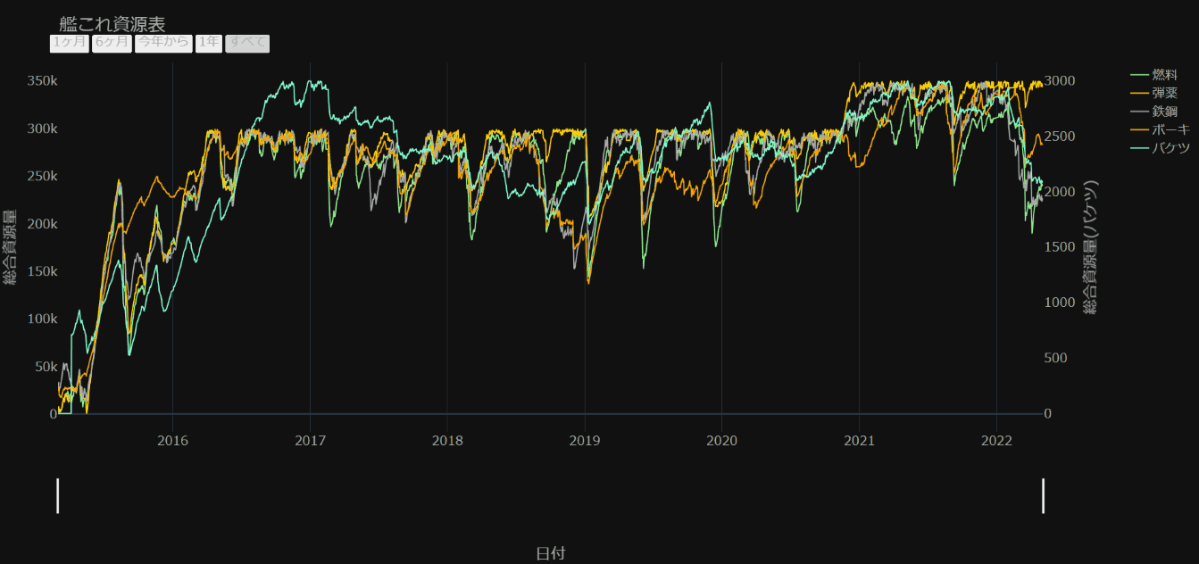 艦これ資源表
1ヶ月 6ヶ月 今年から 1年 すべて
350k
300k
250k
200k
150k
100k
50k
0
総合資源量
3000
2500
2000
1500
1000
500
0
総合資源量(バケツ)
燃料
弾薬
鉄鋼
ボーキ
バケツ
2016 2017 2018 2019 2020 2021 2022
日付